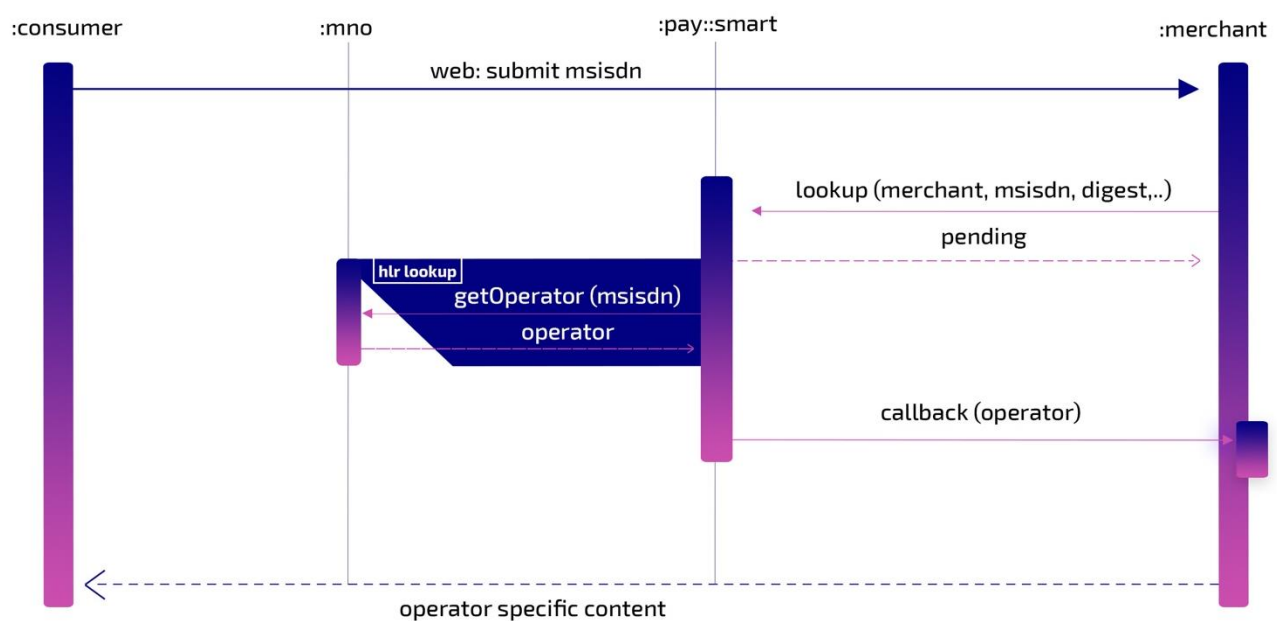 :consumer
:mno
:pay::smart
:merchant
web: submit msisdn
lookup (merchant, msisdn, digest,..)
pending
hlr lookup
getOperator (msisdn)
operator
callback (operator)
operator specific content